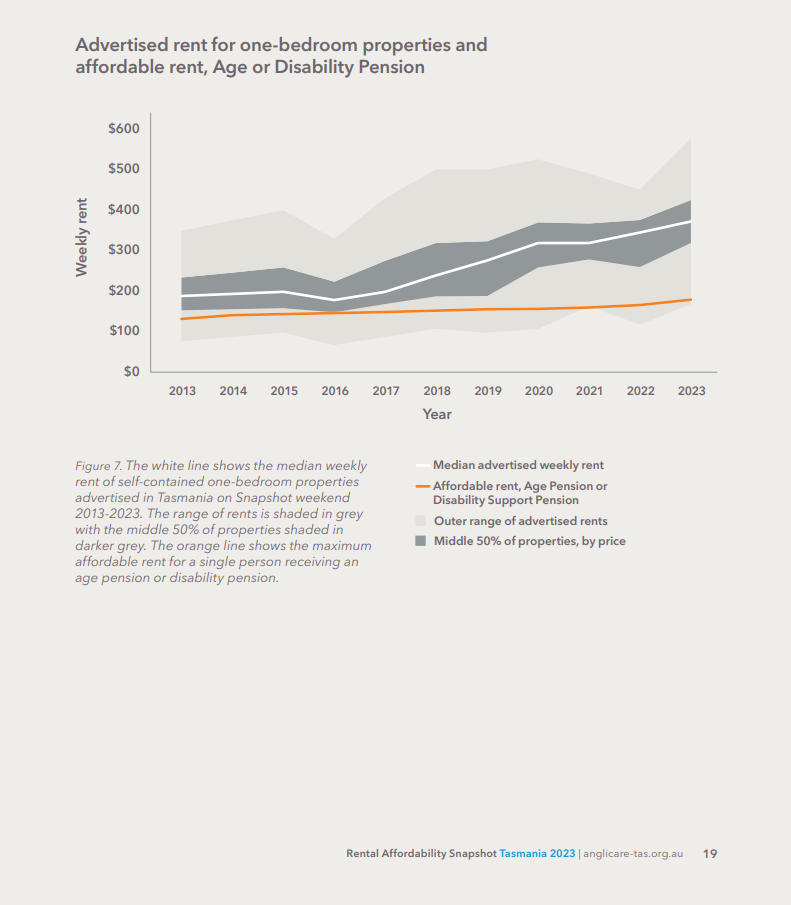 Advertised rent for one-bedroom properties and
affordable rent, Age or Disability Pension
Weekly rent
$600
$500
$400
$300
$200
$100
$0
2013 2014 2015 2016 2017 2018 2019 2020 2021 2022 2023
Year
Figure 7. The white line shows the median weekly
rent of self-contained one-bedroom properties
advertised in Tasmania on Snapshot weekend
2013-2023. The range of rents is shaded in grey
with the middle 50% of properties shaded in
darker grey. The orange line shows the maximum
affordable rent for a single person receiving an
age pension or disability pension.
Median advertised weekly rent
Affordable rent, Age Pension or
Disability Support Pension
Outer range of advertised rents
Middle 50% of properties, by price
Rental Affordability Snapshot Tasmania 2023 | anglicare-tas.org.au 19